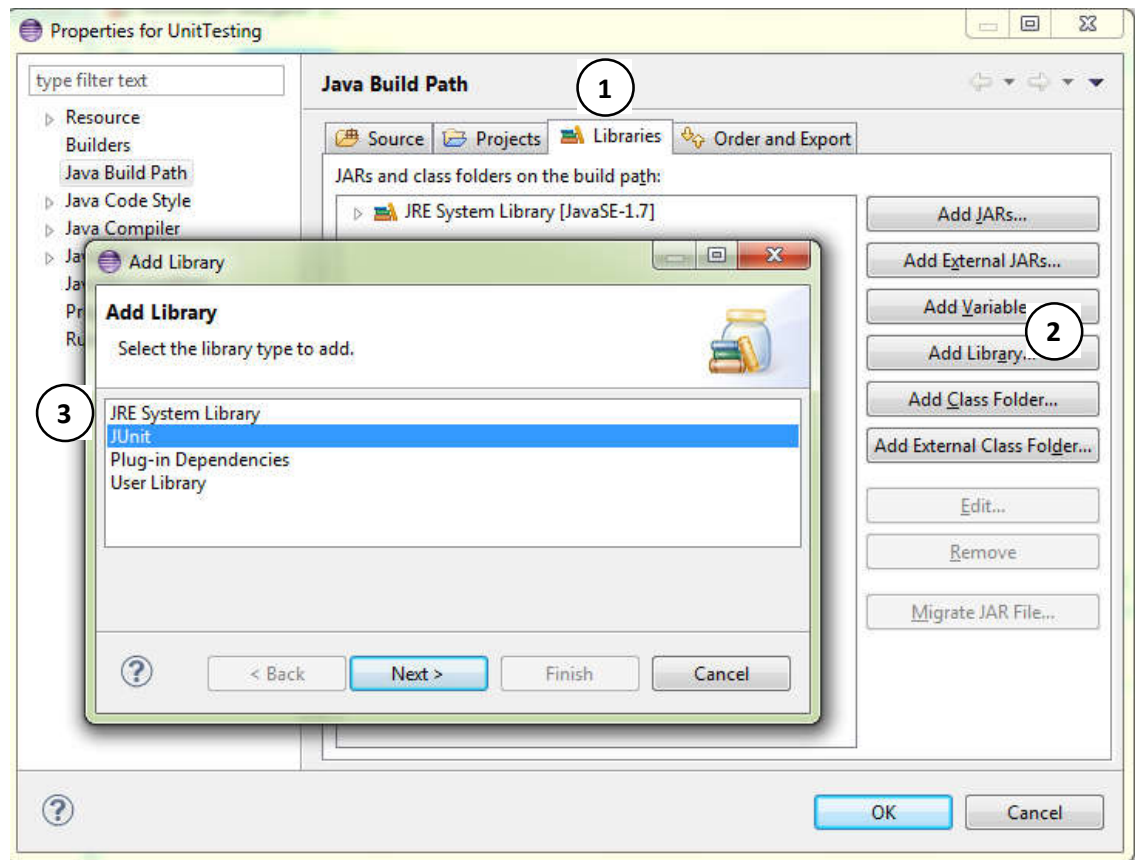 Properties for UnitTesting
type filter text
Resource
Builders
Java Build Path
Java Code Style
Java Compiler
Java Build Path
1
Source Projects Libraries Order and Export
JARs and class folders on the build path:
JRE System Library [JavaSE-1.7]
Add JARs...
Add External JARs...
Add Variable
2
Add Library...
Add Class Folder...
Add External Class Folder...
Edit...
Remove
Migrate JAR File...
Add Library
Add Library
Select the library type to add.
3
JRE System Library
JUnit
Plug-in Dependencies
User Library
< Back Next > Finish Cancel
OK Cancel